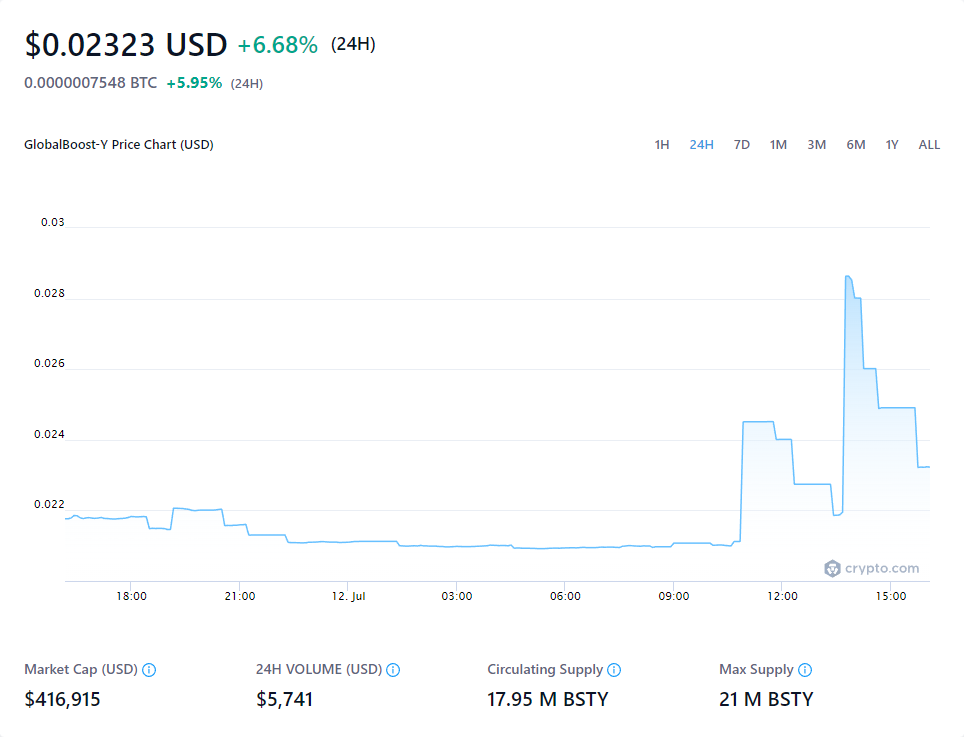 $0.02323 USD +6.68% (24H)
0.0000007548 BTC +5.95% (24H)
GlobalBoost-Y Price Chart (USD) 1H 24H 7D 1M 3M 6M 1Y ALL
0.03
0.028
0.026
0.024
0.022
crypto.com
18:00 21:00 12. Jul 03:00 06:00 09:00 12:00 15:00
Market Cap (USD) 24H VOLUME (USD) Circulating Supply Max Supply
$416,915 $5,741 17.95 M BSTY 21 M BSTY